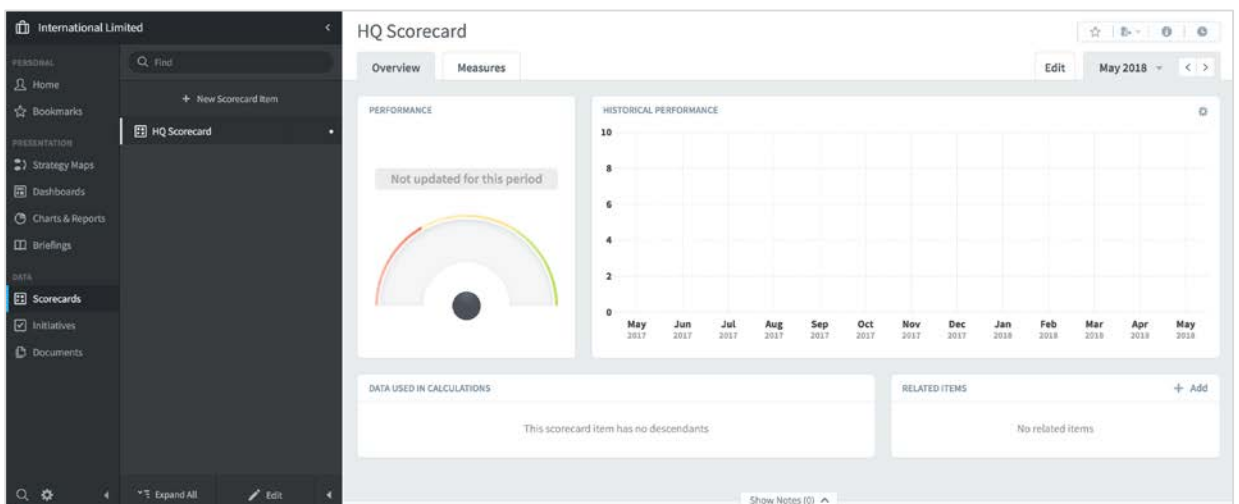 International Limited
PERSONAL
Home
Bookmarks
PRESENTATION
Strategy Maps
Dashboards
Charts & Reports
Briefings
DATA
Scorecards
Initiatives
Documents
Find
+ New Scorecard Item
HQ Scorecard
Expand All
Edit
HQ Scorecard
Overview
Measures
Edit
May 2018
PERFORMANCE
Not updated for this period
HISTORICAL PERFORMANCE
10
8
6
4
2
0
May Jun Jul Aug Sep Oct Nov Dec Jan Feb Mar Apr May
2017 2017 2017 2017 2017 2017 2017 2017 2018 2018 2018 2018 2018
DATA USED IN CALCULATIONS
This scorecard item has no descendants
RELATED ITEMS
+ Add
No related items
Show Notes (0)